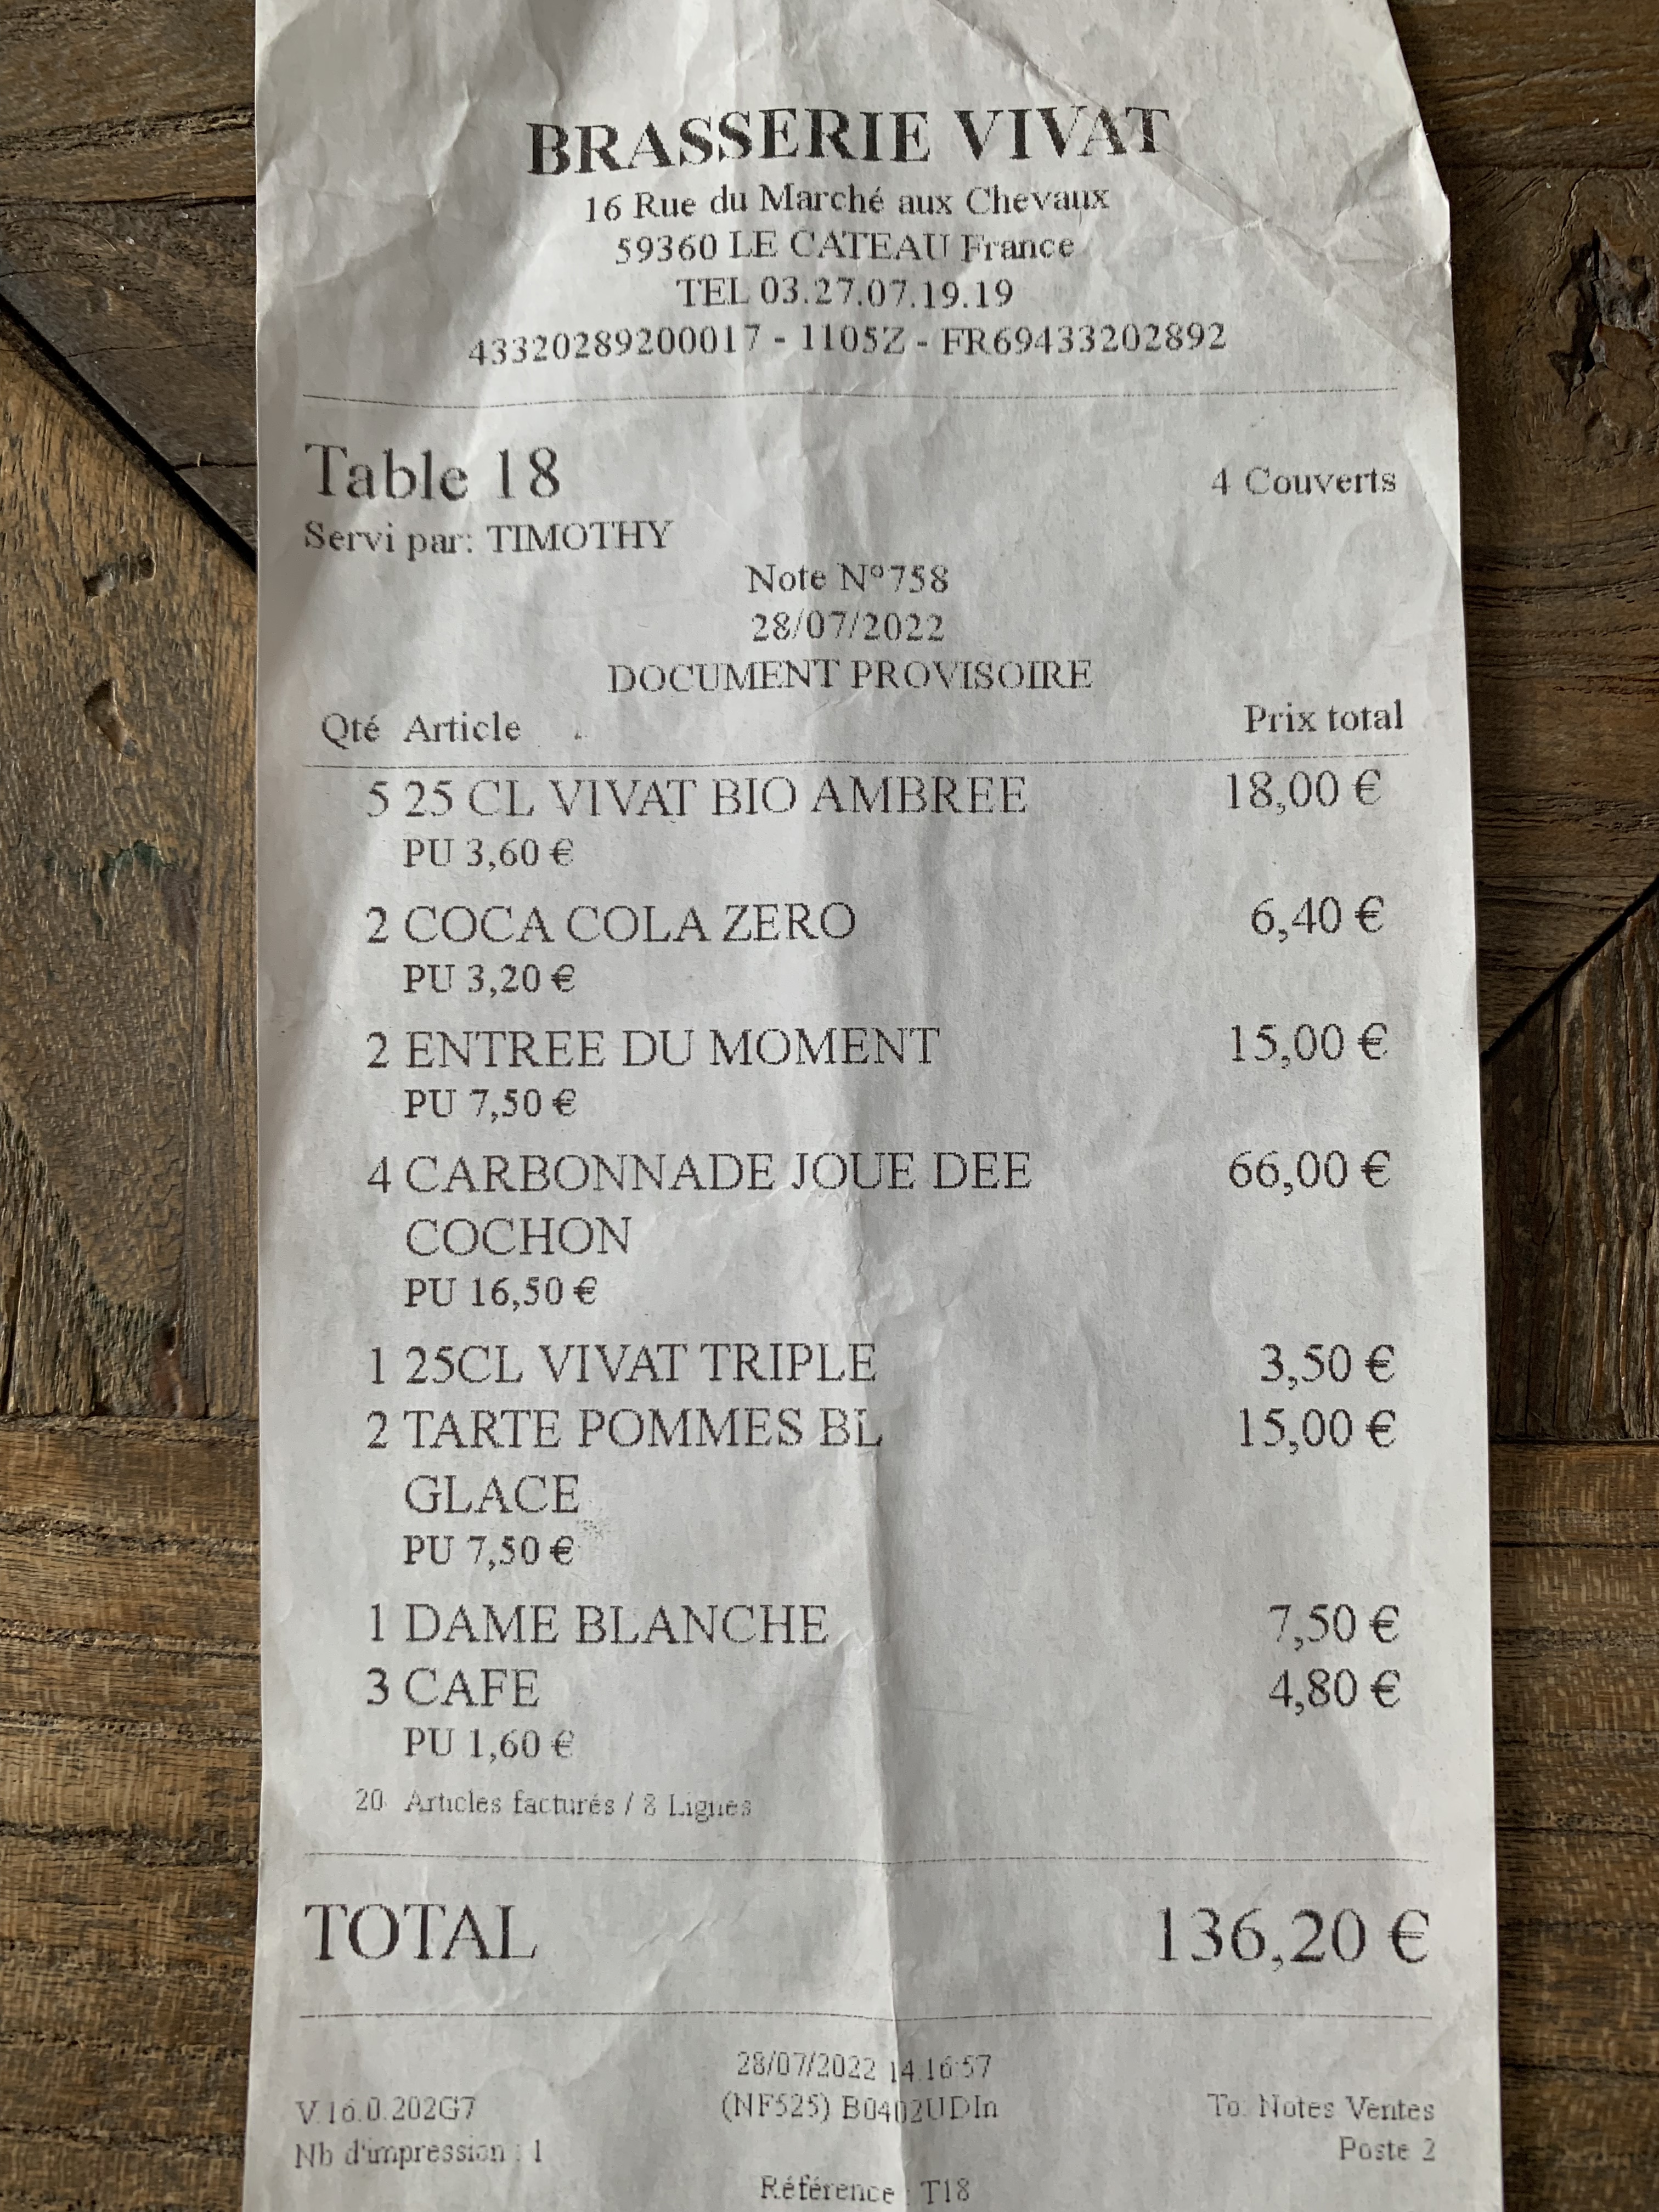 BRASSERIE VIVAT
16 Rue du Marché aux Chevaux
59360 LE CATEAU France
TEL 03.27.07.19.19
43320289200017 - 1105Z - FR69433202892
Table 18 4 Couverts
Servi par: TIMOTHY
Note N°758
28/07/2022
DOCUMENT PROVISOIRE
Qté Article Prix total
5 25 CL VIVAT BIO AMBREE 18,00 €
PU 3,60 €
2 COCA COLA ZERO 6,40 €
PU 3,20 €
2 ENTREE DU MOMENT 15,00 €
PU 7,50 €
4 CARBONNADE JOUE DEE 66,00 €
COCHON
PU 16,50 €
1 25CL VIVAT TRIPLE 3,50 €
2 TARTE POMMES BL 15,00 €
GLACE
PU 7,50 €
1 DAME BLANCHE 7,50 €
3 CAFE 4,80 €
PU 1,60 €
20 Articles facturés / 8 Lignes
TOTAL 136,20 €
28/07/2022 14:16:57
V.16.0.202G7 (NF525) B0402UDIn To. Notes Ventes
Nb d'impression : 1 Poste 2
Référence : T18